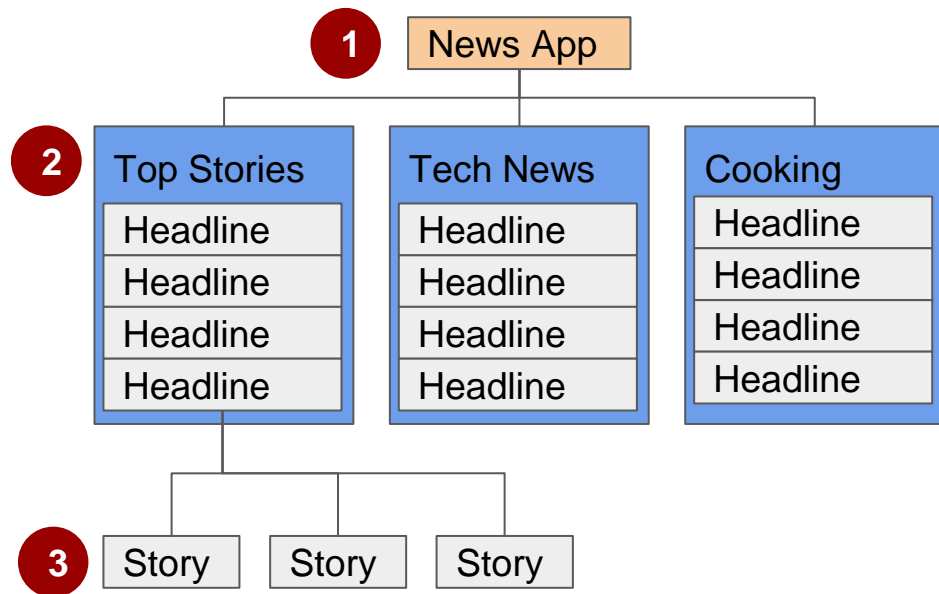 1
News App
2
Top Stories
Headline
Headline
Headline
Headline
Tech News
Headline
Headline
Headline
Headline
Cooking
Headline
Headline
Headline
Headline
3
Story
Story
Story